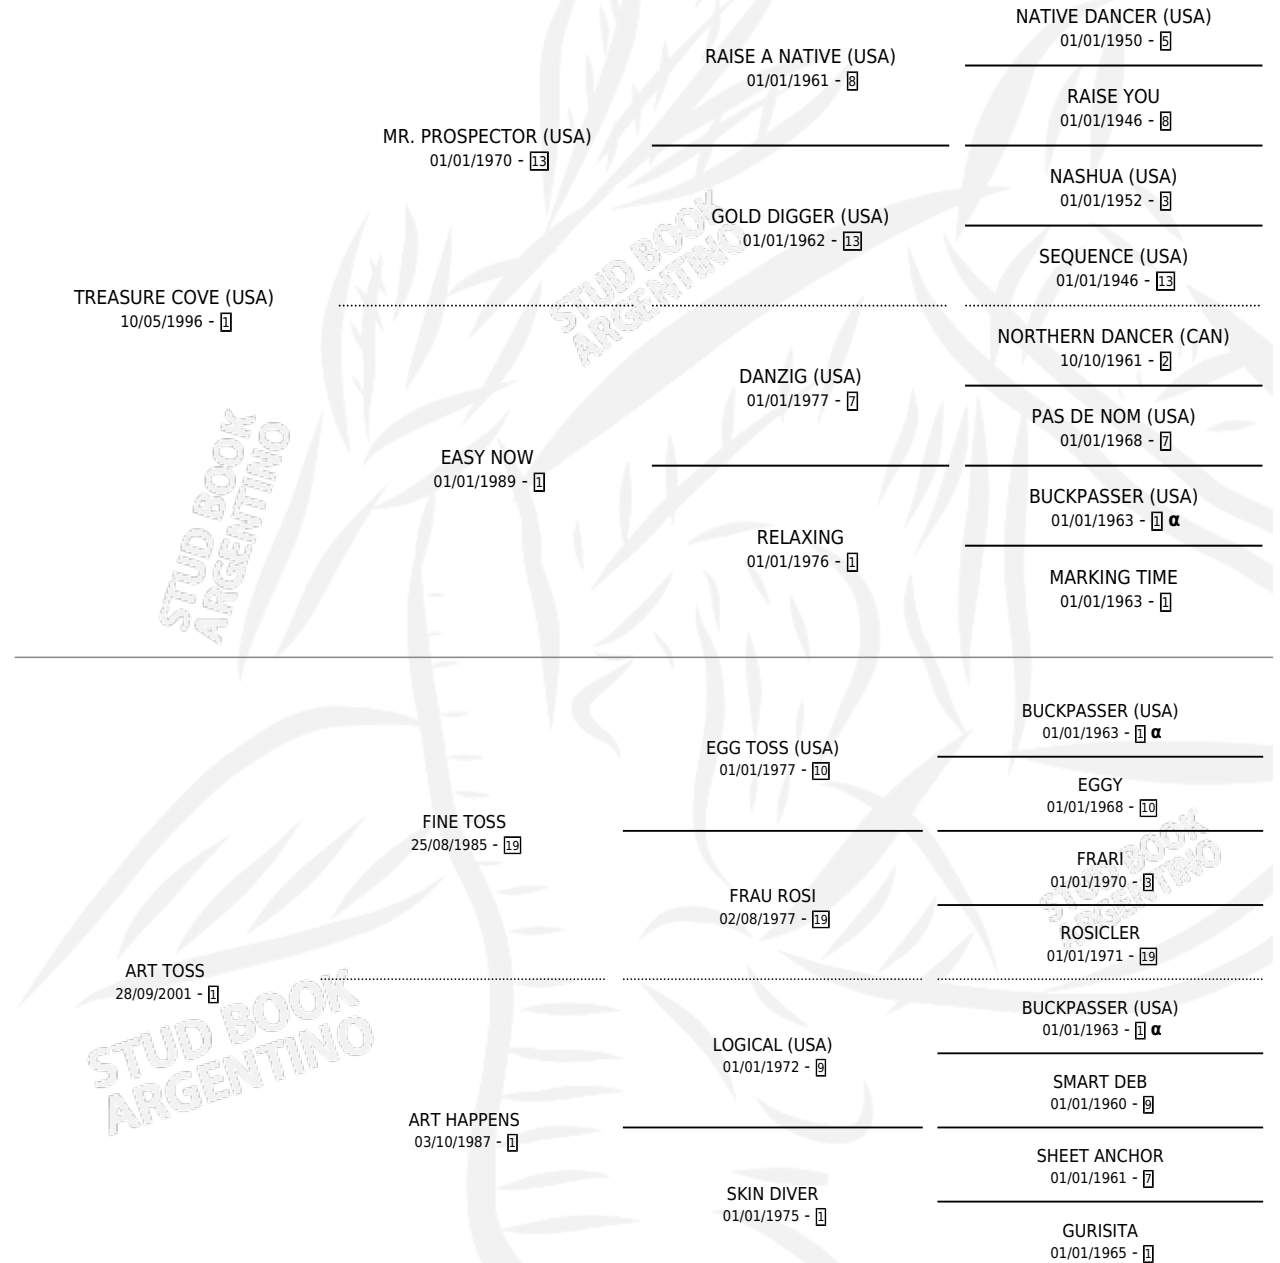 NATIVE DANCER (USA)
01/01/1950 - 5
RAISE A NATIVE (USA)
01/01/1961 - 8
RAISE YOU
01/01/1946 - 8
MR. PROSPECTOR (USA)
01/01/1970 - 13
NASHUA (USA)
01/01/1952 - 3
GOLD DIGGER (USA)
01/01/1962 - 13
SEQUENCE (USA)
01/01/1946 - 13
TREASURE COVE (USA)
10/05/1996 - 1
NORTHERN DANCER (CAN)
10/10/1961 - 2
DANZIG (USA)
01/01/1977 - 7
PAS DE NOM (USA)
01/01/1968 - 7
EASY NOW
01/01/1989 - 1
BUCKPASSER (USA)
01/01/1963 - 1 α
RELAXING
01/01/1976 - 1
MARKING TIME
01/01/1963 - 1
BUCKPASSER (USA)
01/01/1963 - 1 α
EGG TOSS (USA)
01/01/1977 - 10
EGGY
01/01/1968 - 10
FINE TOSS
25/08/1985 - 19
FRARI
01/01/1970 - 3
FRAU ROSI
02/08/1977 - 19
ROSICLER
01/01/1971 - 19
ART TOSS
28/09/2001 - 1
BUCKPASSER (USA)
01/01/1963 - 1 α
LOGICAL (USA)
01/01/1972 - 9
SMART DEB
01/01/1960 - 9
ART HAPPENS
03/10/1987 - 1
SHEET ANCHOR
01/01/1961 - 7
SKIN DIVER
01/01/1975 - 1
GURISITA
01/01/1965 - 1
STUD BOOK
ARGENTINO
STUD BOOK
ARGENTINO
STUD BOOK
ARGENTINO
STUD BOOK
ARGENTINO